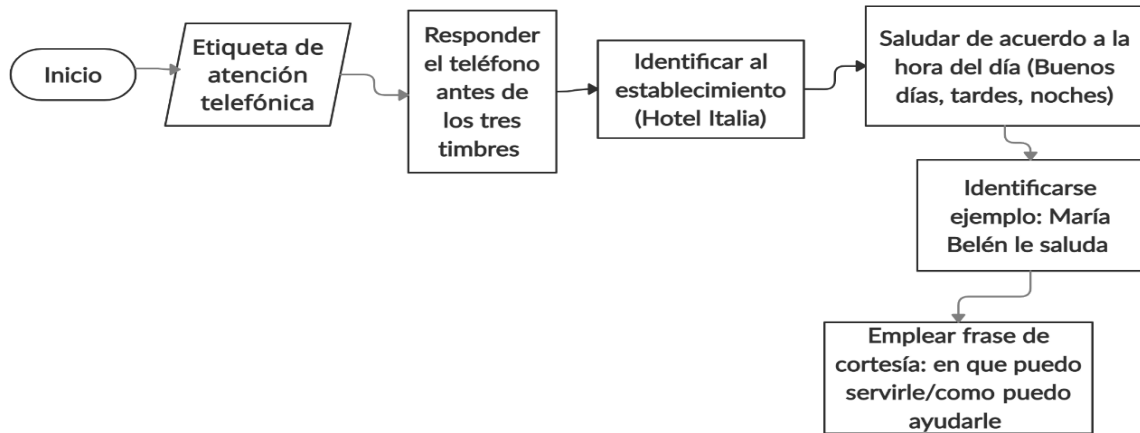 Inicio
Etiqueta de
atención
telefónica
Responder
el teléfono
antes de
los tres
timbres
Identificar al
establecimiento
(Hotel Italia)
Saludar de acuerdo a la
hora del día (Buenos
días, tardes, noches)
Identificarse
ejemplo: María
Belén le saluda
Emplear frase de
cortesía: en que puedo
servirle/como puedo
ayudarle